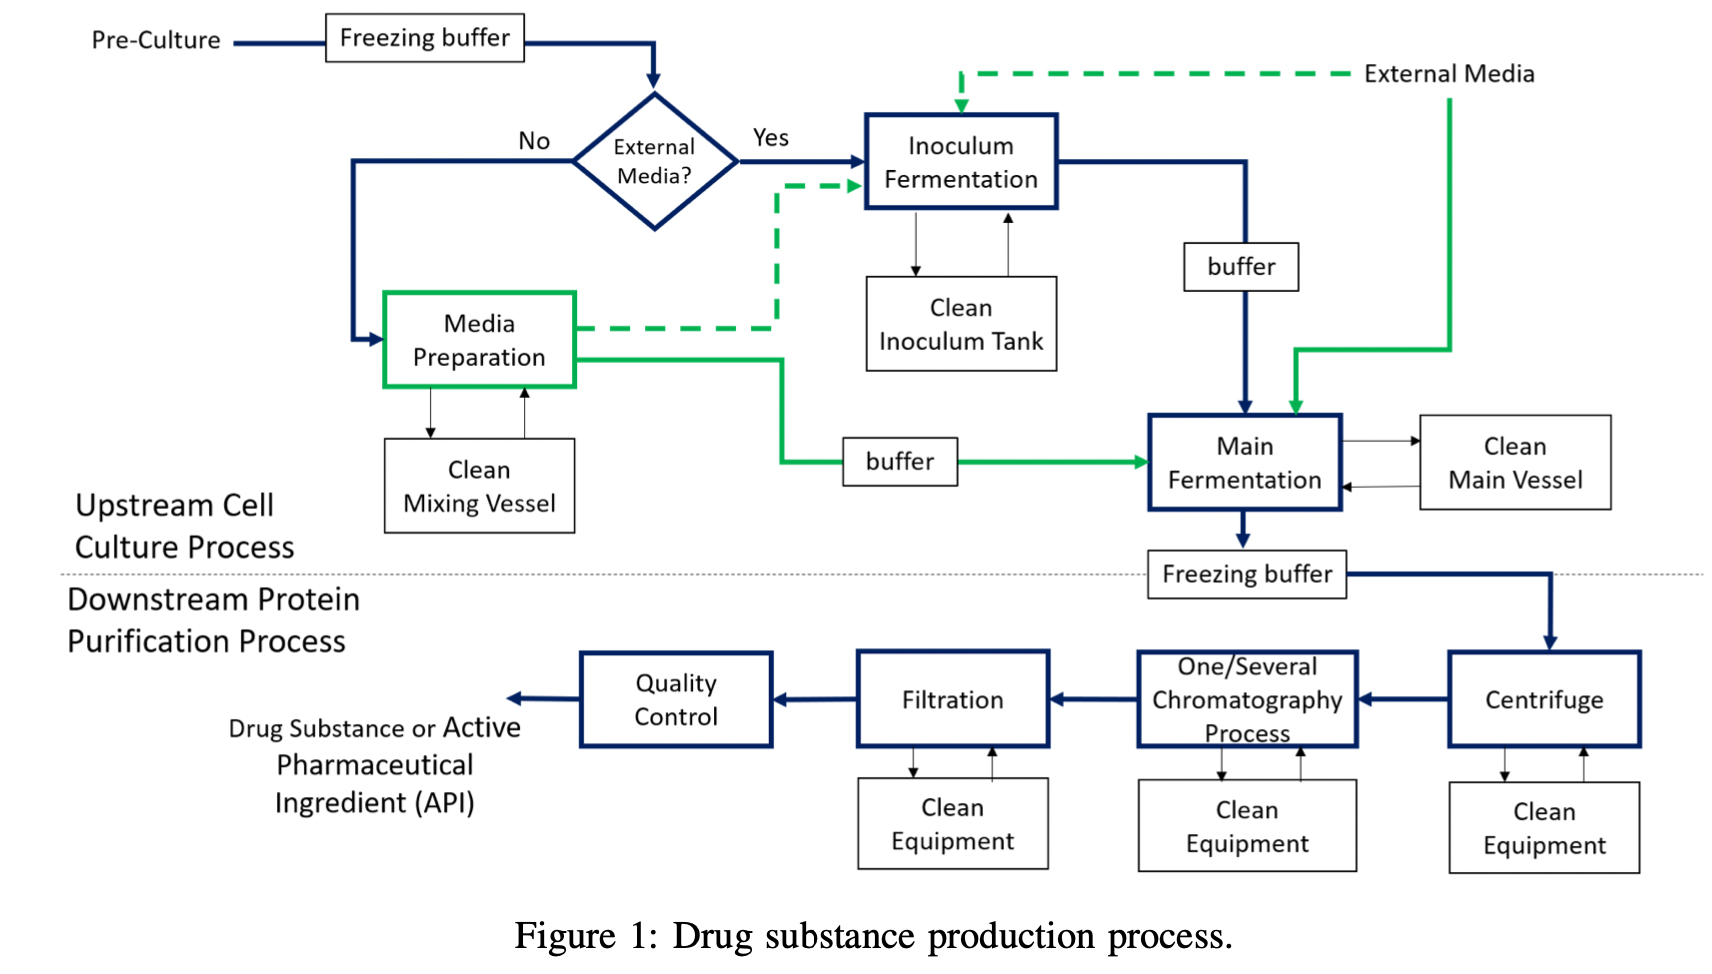 Pre-Culture
Freezing buffer
External Media
External
Media?
No
Yes
Inoculum
Fermentation
buffer
Clean
Inoculum Tank
Media
Preparation
Clean
Mixing Vessel
buffer
Main
Fermentation
Clean
Main Vessel
Upstream Cell
Culture Process
Freezing buffer
Downstream Protein
Purification Process
Quality
Control
Filtration
One/Several
Chromatography
Process
Centrifuge
Drug Substance or Active
Pharmaceutical
Ingredient (API)
Clean
Equipment
Clean
Equipment
Clean
Equipment
Figure 1: Drug substance production process.